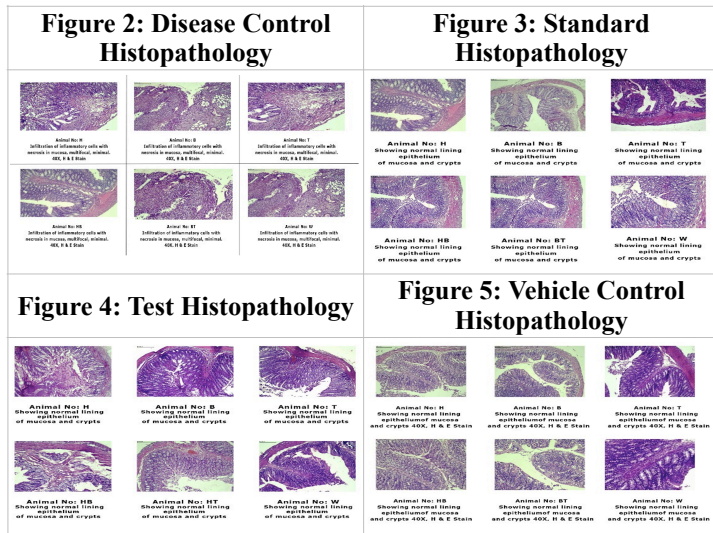 Figure 2: Disease Control
Histopathology
Figure 3: Standard
Histopathology
Animal No: H
Infiltration of inflammatory cells with
necrosis in mucosa, multifocal, minimal.
40X, H & E Stain
Animal No: B
Infiltration of inflammatory cells with
necrosis in mucosa, multifocal, minimal.
40X, H & E Stain
Animal No: T
Infiltration of inflammatory cells with
necrosis in mucosa, multifocal, minimal.
40X, H & E Stain
Animal No: HB
Infiltration of inflammatory cells with
necrosis in mucosa, multifocal, minimal.
40X, H & E Stain
Animal No: BT
Infiltration of inflammatory cells with
necrosis in mucosa, multifocal, minimal.
40X, H & E Stain
Animal No: W
Infiltration of inflammatory cells with
necrosis in mucosa, multifocal, minimal.
40X, H & E Stain
Animal No: H
Showing normal lining
epithelium
of mucosa and crypts
Animal No: B
Showing normal lining
epithelium
of mucosa and crypts
Animal No: T
Showing normal lining
epithelium
of mucosa and crypts
Animal No: HB
Showing normal lining
epithelium
of mucosa and crypts
Animal No: BT
Showing normal lining
epithelium
of mucosa and crypts
Animal No: W
Showing normal lining
epithelium
of mucosa and crypts
Figure 4: Test Histopathology
Figure 5: Vehicle Control
Histopathology
Animal No: H
Showing normal lining
epithelium
of mucosa and crypts
Animal No: B
Showing normal lining
epithelium
of mucosa and crypts
Animal No: T
Showing normal lining
epithelium
of mucosa and crypts
Animal No: HB
Showing normal lining
epithelium
of mucosa and crypts
Animal No: HT
Showing normal lining
epithelium
of mucosa and crypts
Animal No: W
Showing normal lining
epithelium
of mucosa and crypts
Animal No: H
Showing normal lining
epitheliumof mucosa
and crypts 40X, H & E Stain
Animal No: B
Showing normal lining
epitheliumof mucosa
and crypts 40X, H & E Stain
Animal No: T
Showing normal lining
epitheliumof mucosa
and crypts 40X, H & E Stain
Animal No: HB
Showing normal lining
epitheliumof mucosa
and crypts 40X, H & E Stain
Animal No: BT
Showing normal lining
epitheliumof mucosa
and crypts 40X, H & E Stain
Animal No: W
Showing normal lining
epitheliumof mucosa
and crypts 40X, H & E Stain